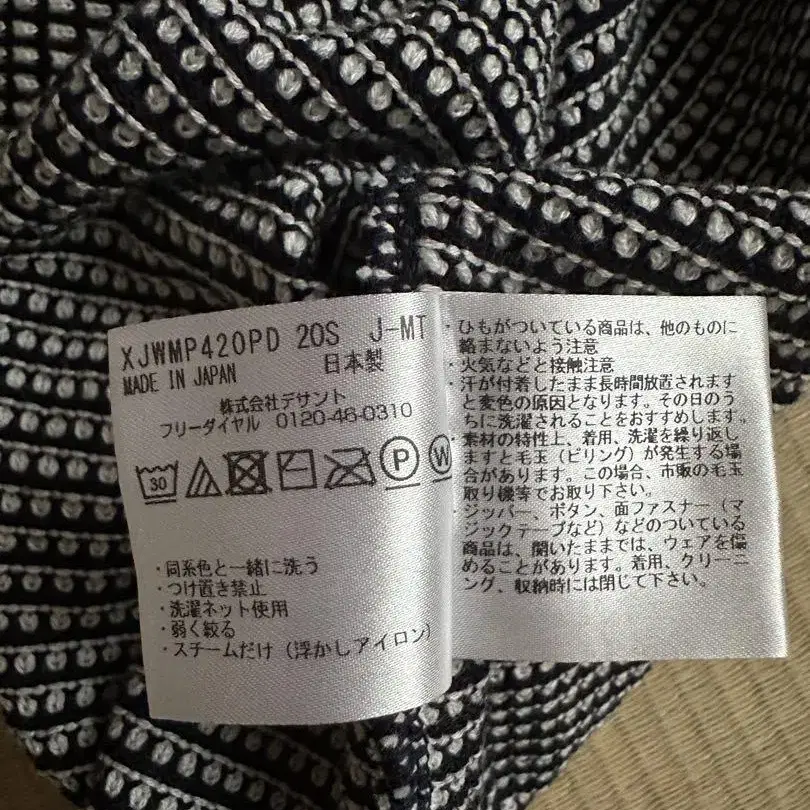 XJWMP420PD 20S J-MT
MADE IN JAPAN 日本製
株式会社デサント
フリーダイヤル 0120-46-0310
30
P
W
・同系色と一緒に洗う
・つけ置き禁止
・洗濯ネット使用
・弱く絞る
・スチームだけ（浮かしアイロン）
・ひもがついている商品は、他のものに
絡まないよう注意
・火気などと接触注意
・汗が付着したまま長時間放置されます
と変色の原因となります。その日のう
ちに洗濯されることをおすすめします。
・素材の特性上、着用、洗濯を繰り返し
ますと毛玉（ピリング）が発生する場
合があります。この場合、市販の毛玉
取り機等でお取り下さい。
・ジッパー、ボタン、面ファスナー（マ
ジックテープなど）などのついている
商品は、開いたままでは、ウェアを傷
めることがあります。着用、クリーニ
ング、収納時には閉じて下さい。